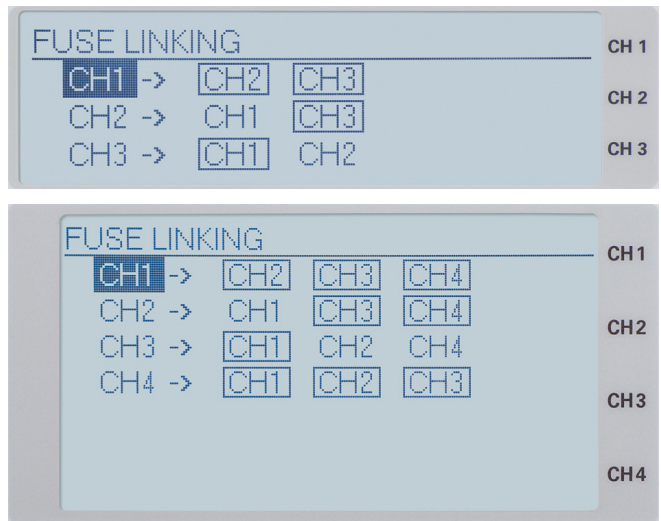 FUSE LINKING
CH1 -> CH2 CH3
CH2 -> CH1 CH3
CH3 -> CH1 CH2
CH 1
CH 2
CH 3
FUSE LINKING
CH1 -> CH2 CH3 CH4
CH2 -> CH1 CH3 CH4
CH3 -> CH1 CH2 CH4
CH4 -> CH1 CH2 CH3
CH1
CH2
CH3
CH4